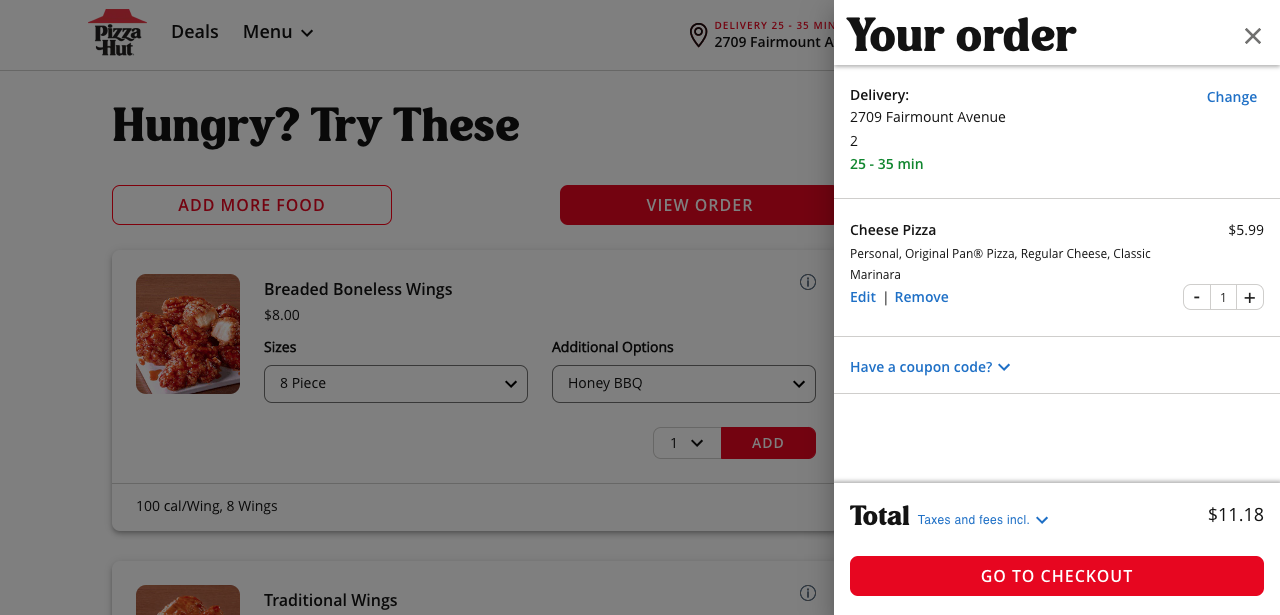 Pizza
Hut
Deals
Menu
DELIVERY 25 - 35 MIN
2709 Fairmount A
Hungry? Try These
ADD MORE FOOD
VIEW ORDER
Breaded Boneless Wings
$8.00
Sizes
Additional Options
8 Piece
Honey BBQ
1
ADD
100 cal/Wing, 8 Wings
Traditional Wings
Your order
Delivery:
Change
2709 Fairmount Avenue
2
25 - 35 min
Cheese Pizza
$5.99
Personal, Original Pan® Pizza, Regular Cheese, Classic
Marinara
Edit | Remove
- 1 +
Have a coupon code?
Total Taxes and fees incl.
$11.18
GO TO CHECKOUT